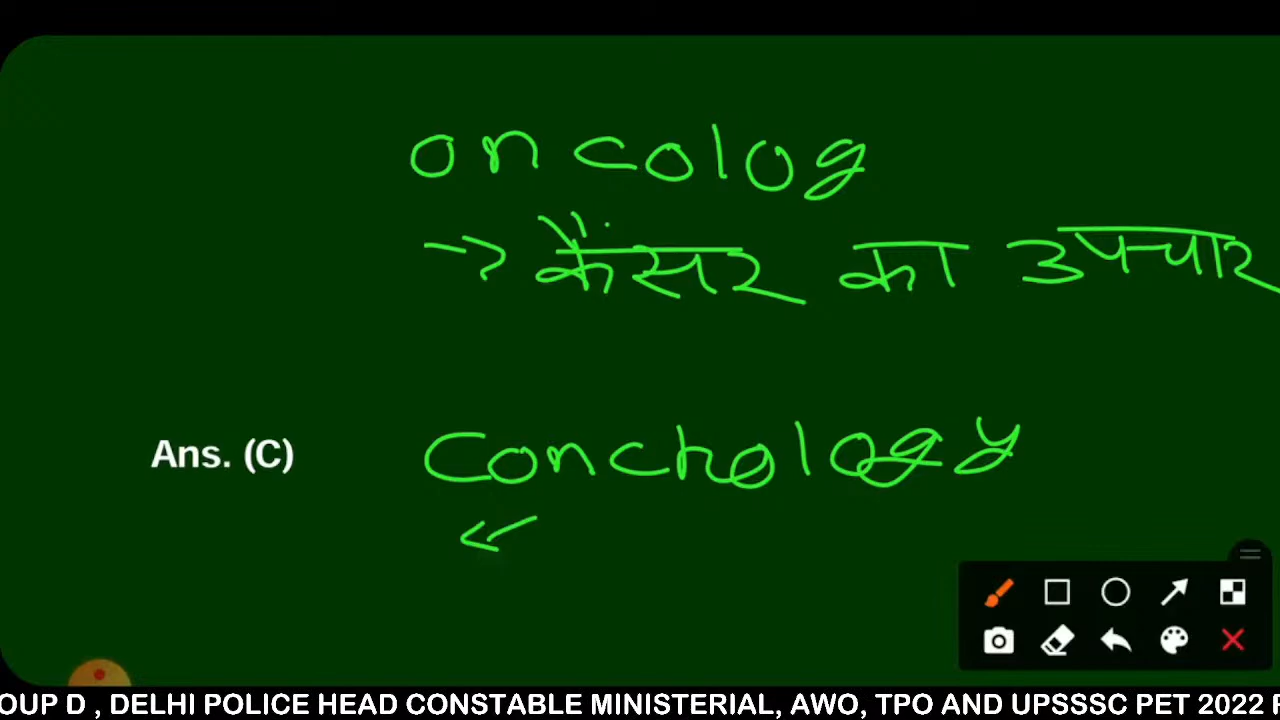 oncolog
→ कैंसर का उपचार
Ans. (C) Conchology
OUP D , DELHI POLICE HEAD CONSTABLE MINISTERIAL, AWO, TPO AND UPSSSC PET 2022